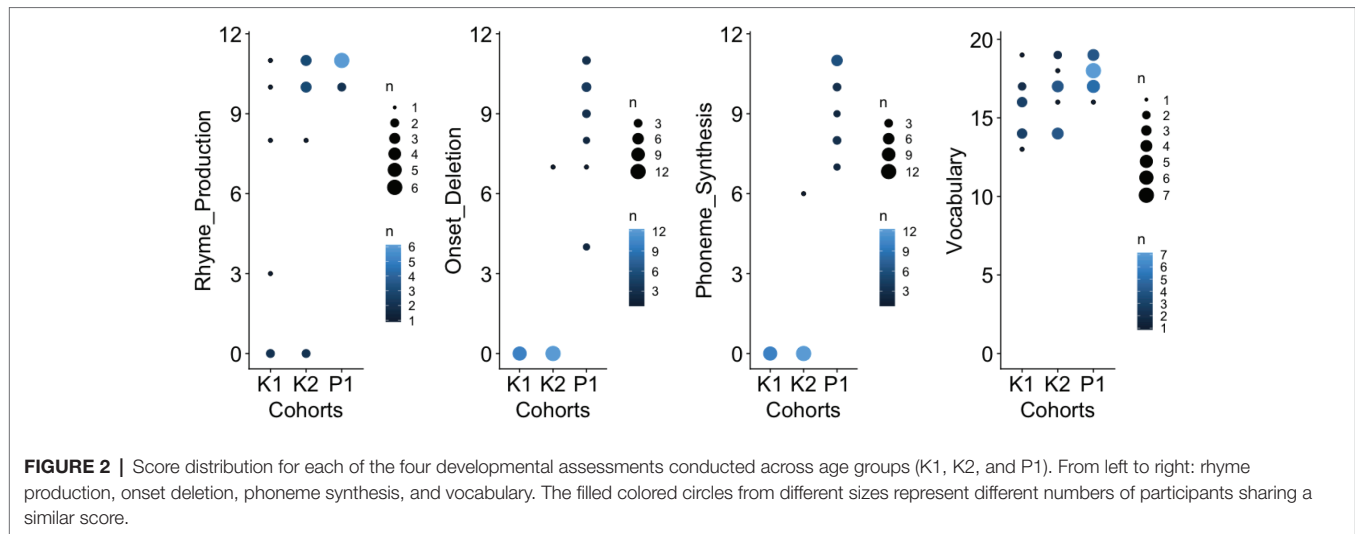 12
9
6
3
0
Rhyme_Production
K1 K2 P1
Cohorts
n
1
2
3
4
5
6
n
6
5
4
3
2
1
12
9
6
3
0
Onset_Deletion
K1 K2 P1
Cohorts
n
3
6
9
12
n
12
9
6
3
12
9
6
3
0
Phoneme_Synthesis
K1 K2 P1
Cohorts
n
3
6
9
12
n
12
9
6
3
20
15
10
5
0
Vocabulary
K1 K2 P1
Cohorts
n
1
2
3
4
5
6
7
n
7
6
5
4
3
2
1
FIGURE 2 | Score distribution for each of the four developmental assessments conducted across age groups (K1, K2, and P1). From left to right: rhyme
production, onset deletion, phoneme synthesis, and vocabulary. The filled colored circles from different sizes represent different numbers of participants sharing a
similar score.